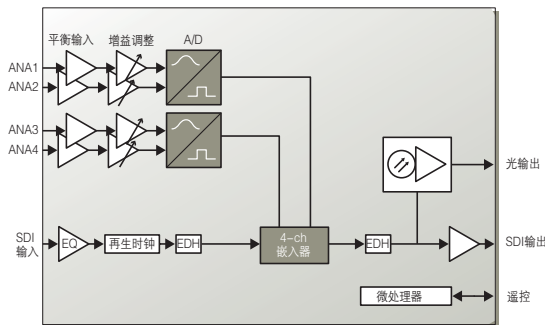 平衡输入 增益调整 A/D
ANA1
ANA2
ANA3
ANA4
光输出
SDI
输入
EQ
再生时钟
EDH
4-ch
嵌入器
EDH
SDI输出
微处理器
遥控